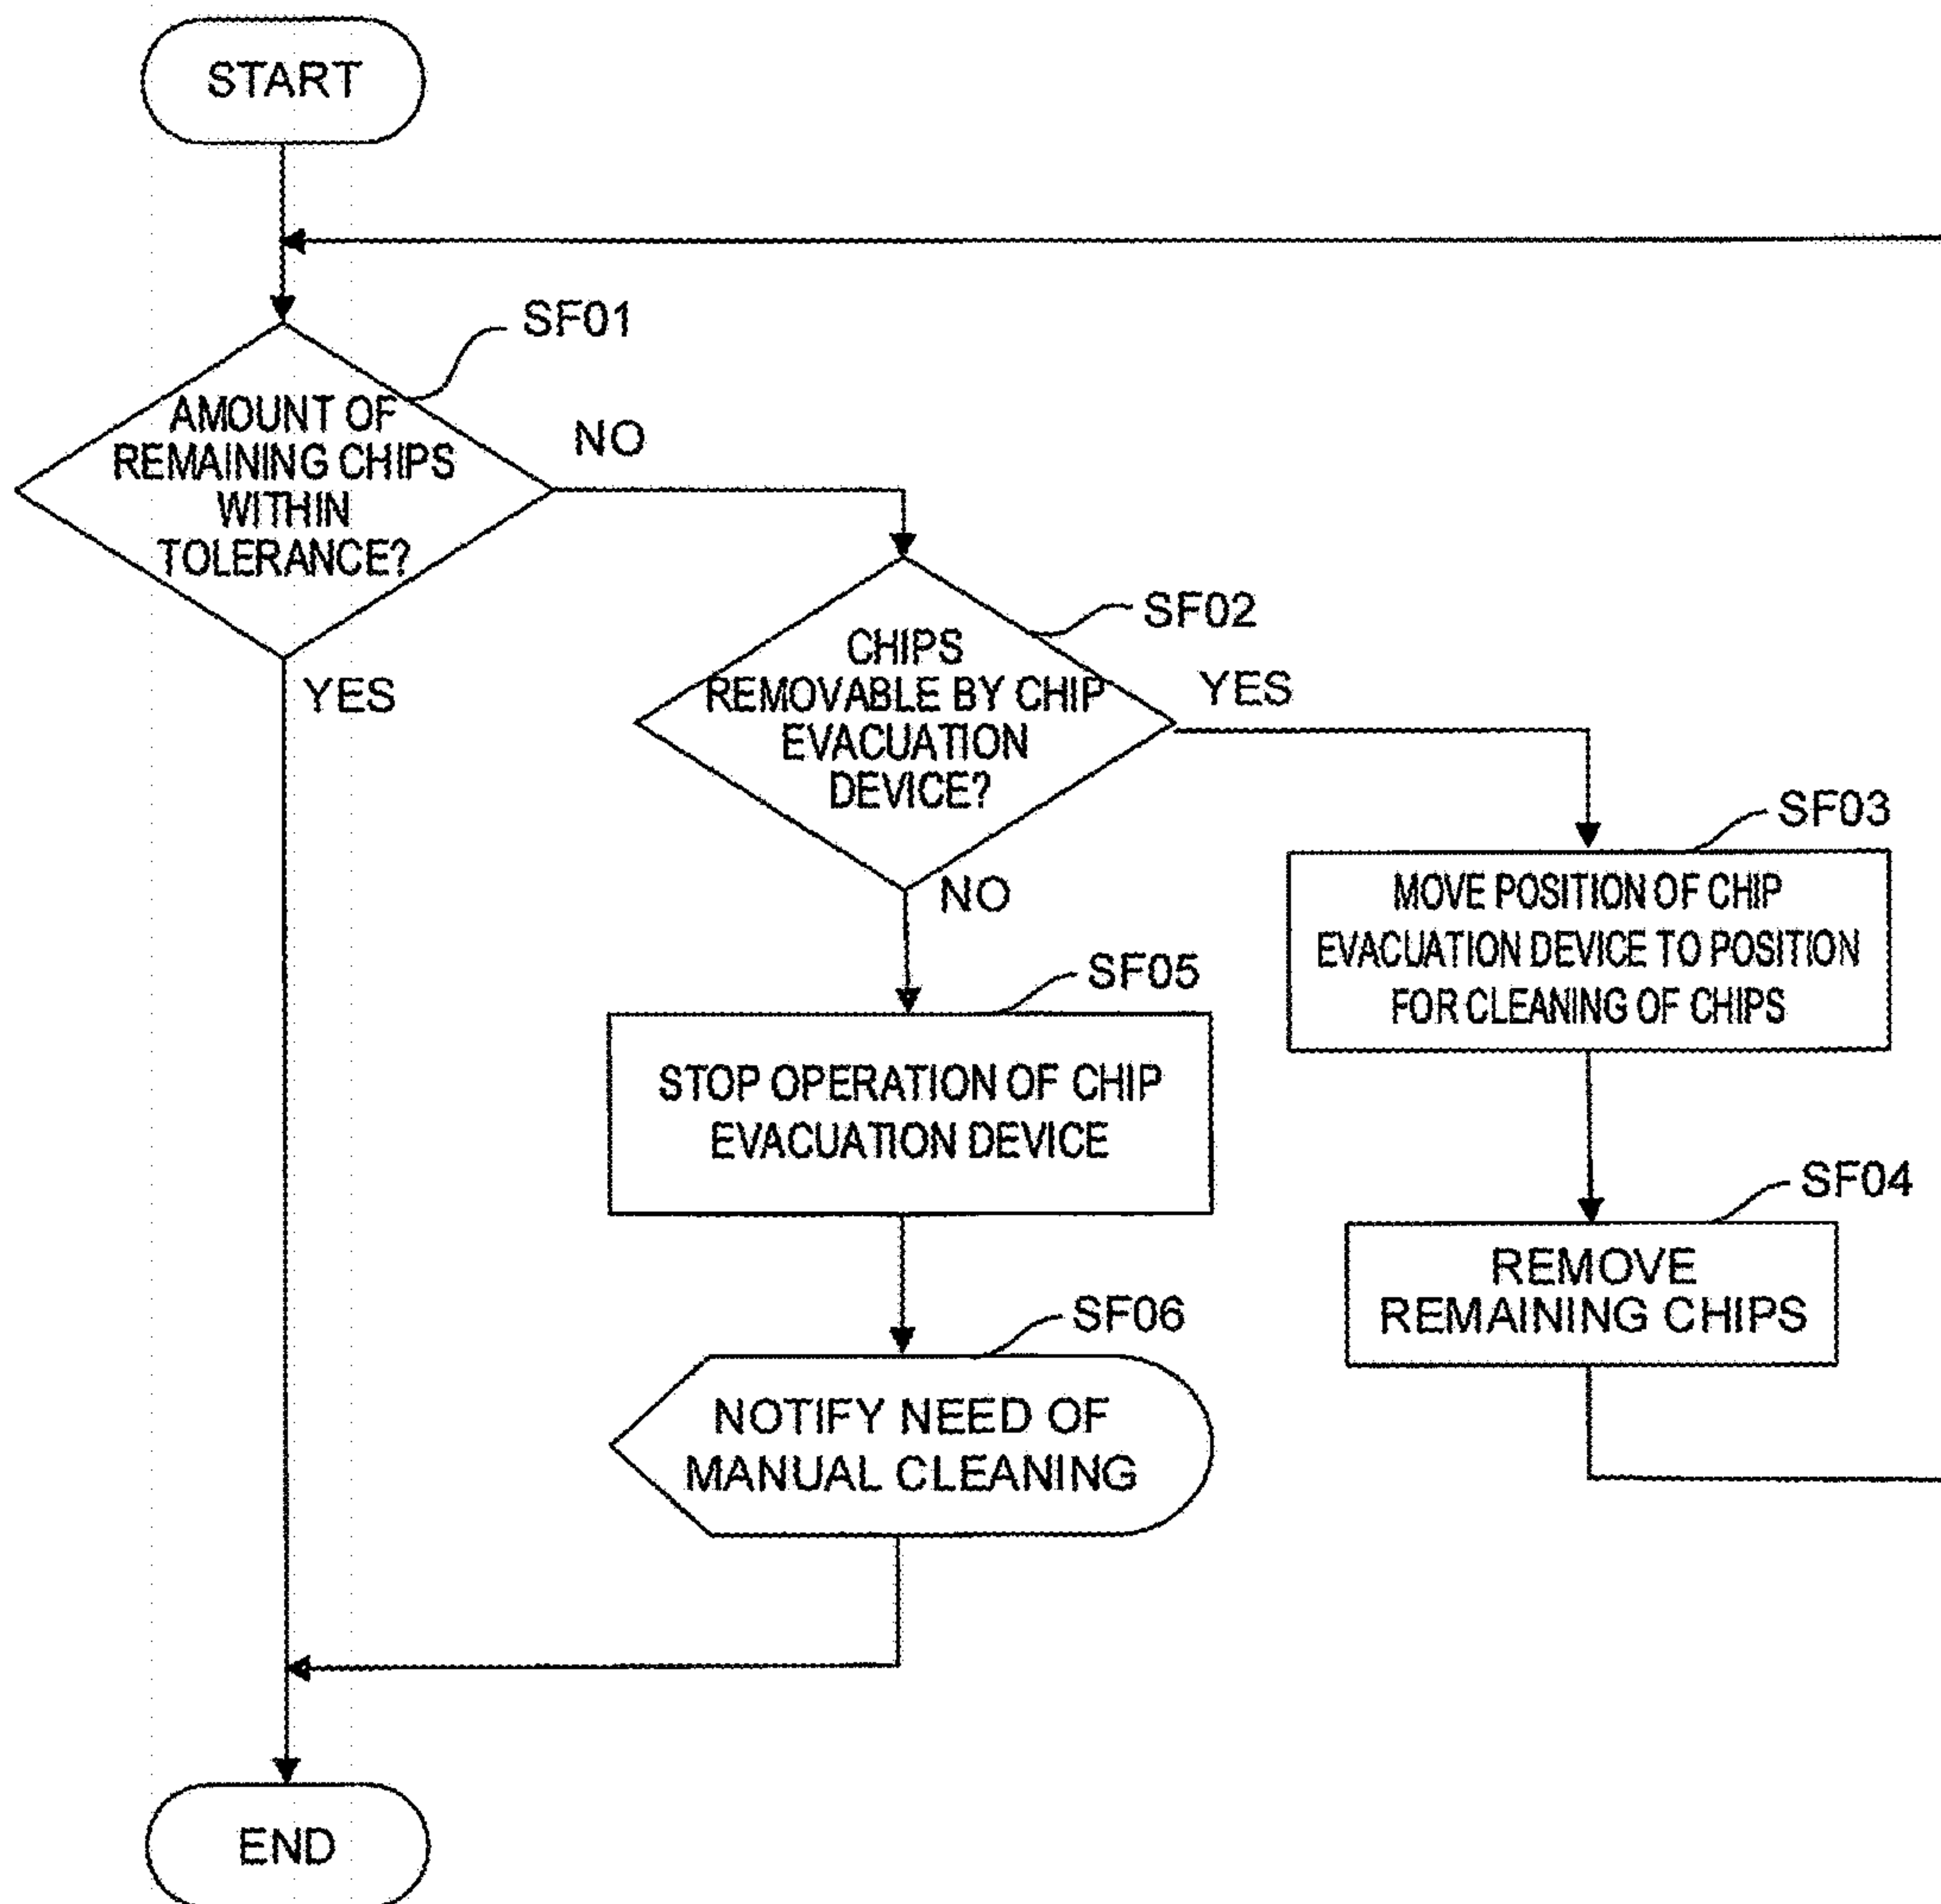 START
SF01
AMOUNT OF
REMAINING CHIPS
WITHIN
TOLERANCE?
NO
YES
SF02
CHIPS
REMOVABLE BY CHIP
EVACUATION
DEVICE?
YES
NO
SF03
MOVE POSITION OF CHIP
EVACUATION DEVICE TO POSITION
FOR CLEANING OF CHIPS
SF05
STOP OPERATION OF CHIP
EVACUATION DEVICE
SF04
REMOVE
REMAINING CHIPS
SF06
NOTIFY NEED OF
MANUAL CLEANING
END